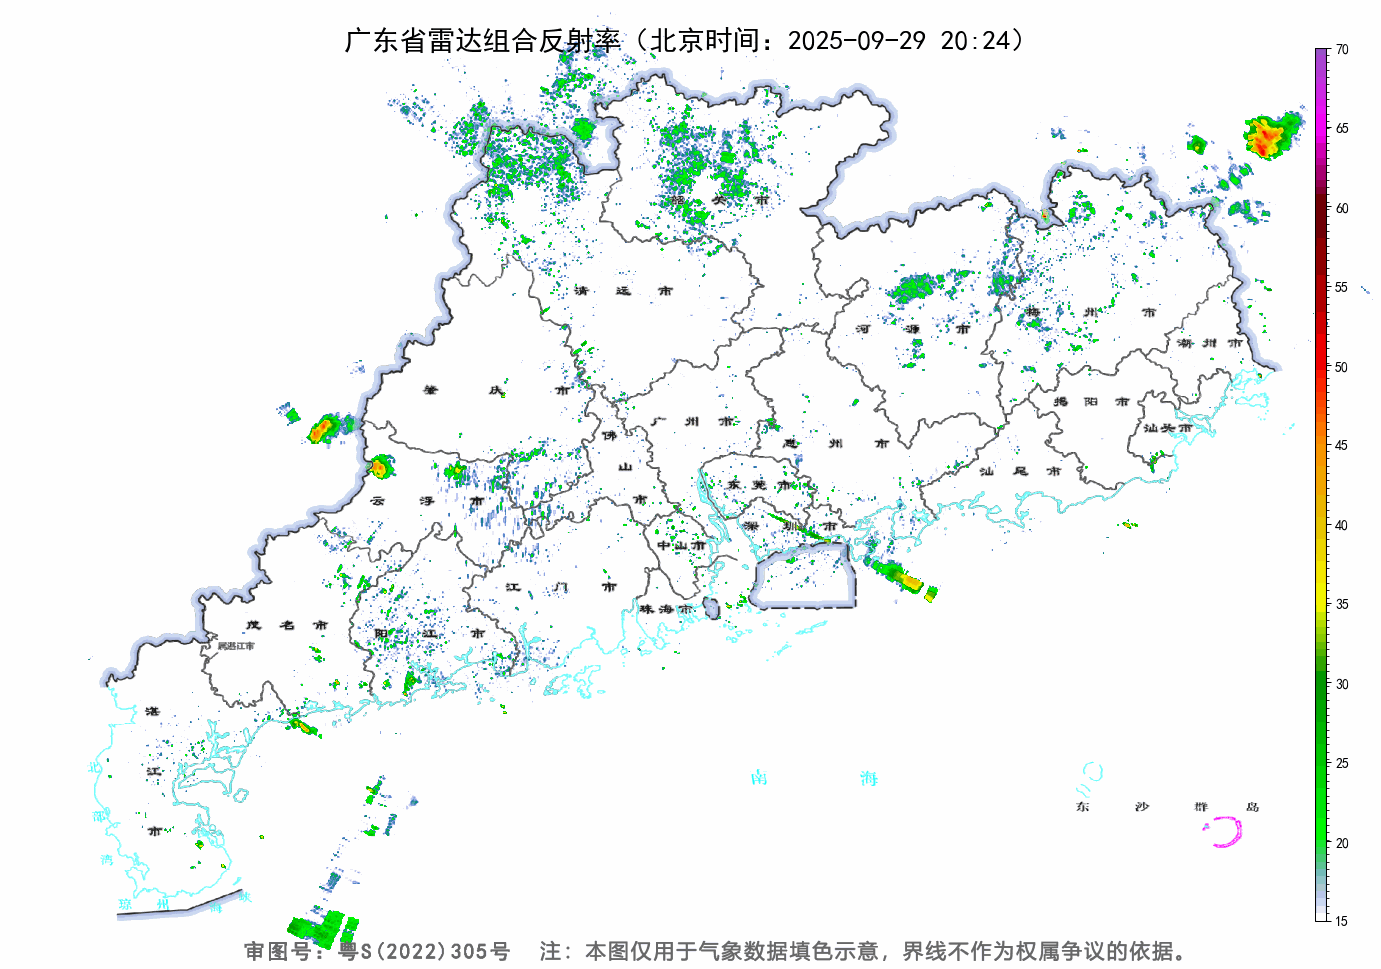 广东省雷达组合反射率（北京时间：2025-09-29 20:24）
70
65
60
55
50
45
40
35
30
25
20
15
韶关市
清远市
河源市
梅州市
潮州市
肇庆市
广州市
佛山市
惠州市
揭阳市
汕头市
汕尾市
云浮市
东莞市
深圳市
中山市
江门市
珠海市
茂名市
属湛江市
阳江市
湛江市
北部湾
琼州海峡
南海
东沙群岛
审图号：粤S(2022)305号 注：本图仅用于气象数据填色示意，界线不作为权属争议的依据。